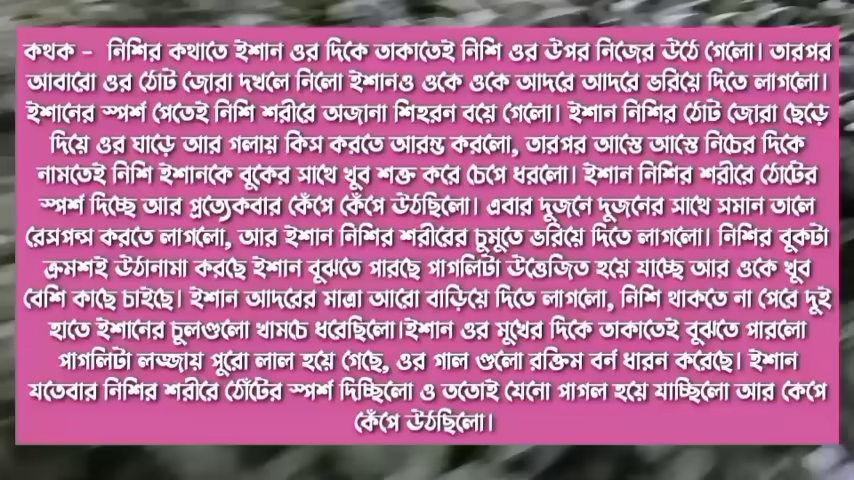 কথক - নিশির কথাতে ইশান ওর দিকে তাকাতেই নিশি ওর উপর নিজের উঠে গেলো। তারপর
আবারো ওর ঠোট জোরা দখলে নিলো ইশানও ওকে ওকে আদরে আদরে ভরিয়ে দিতে লাগলো।
ইশানের স্পর্শ পেতেই নিশি শরীরে অজানা শিহরন বয়ে গেলো। ইশান নিশির ঠোট জোরা ছেড়ে
দিয়ে ওর ঘাড়ে আর গলায় কিস করতে আরম্ভ করলো, তারপর আস্তে আস্তে নিচের দিকে
নামতেই নিশি ইশানকে বুকের সাথে খুব শক্ত করে চেপে ধরলো। ইশান নিশির শরীরে ঠোটের
স্পর্শ দিচ্ছে আর প্রত্যেকবার কেঁপে কেঁপে উঠছিলো। এবার দুজনে দুজনের সাথে সমান তালে
রেসপন্স করতে লাগলো, আর ইশান নিশির শরীরের চুমুতে ভরিয়ে দিতে লাগলো। নিশির বুকটা
ক্রমশই উঠানামা করছে ইশান বুঝতে পারছে পাগলিটা উত্তেজিত হয়ে যাচ্ছে আর ওকে খুব
বেশি কাছে চাইছে। ইশান আদরের মাত্রা আরো বাড়িয়ে দিতে লাগলো, নিশি থাকতে না পেরে দুই
হাতে ইশানের চুলগুলো খামচে ধরেছিলো।ইশান ওর মুখের দিকে তাকাতেই বুঝতে পারলো
পাগলিটা লজ্জায় পুরো লাল হয়ে গেছে, ওর গাল গুলো রক্তিম বর্ন ধারন করেছে। ইশান
যতেবার নিশির শরীরে ঠোঁটের স্পর্শ দিচ্ছিলো ও ততোই যেনো পাগল হয়ে যাচ্ছিলো আর কেপে
কেঁপে উঠছিলো।